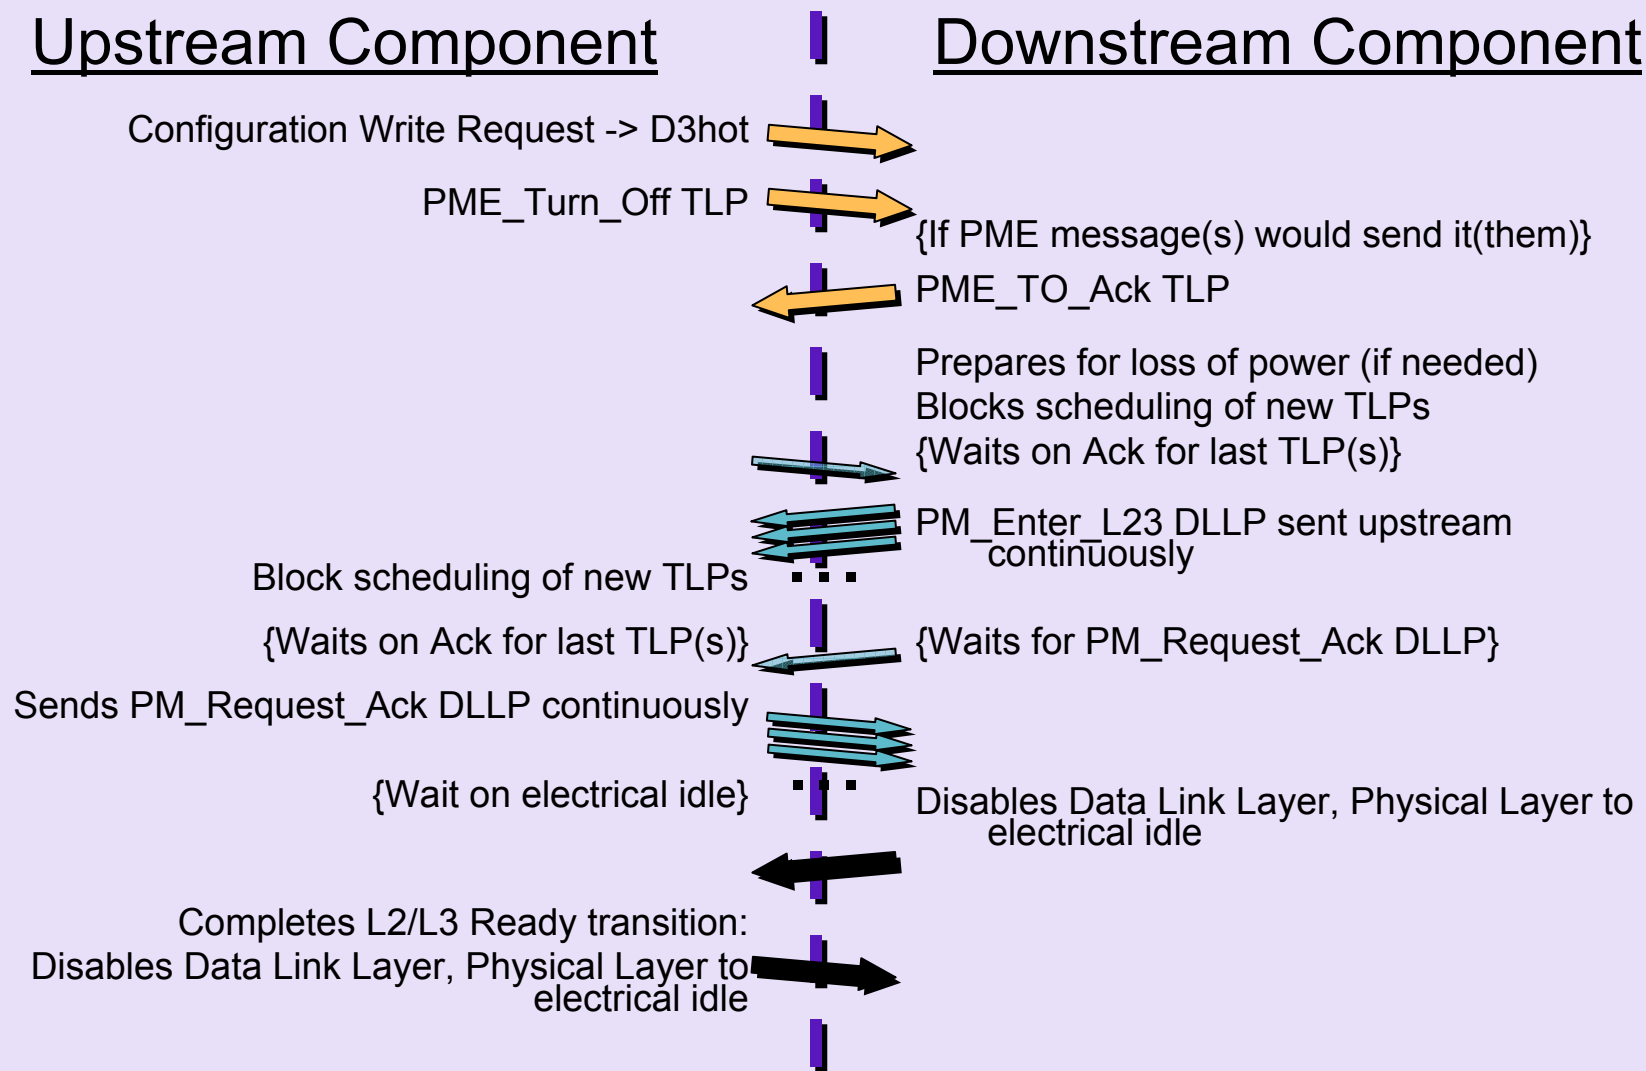 Upstream Component
Downstream Component
Configuration Write Request -> D3hot
PME_Turn_Off TLP
{If PME message(s) would send it(them)}
PME_TO_Ack TLP
Prepares for loss of power (if needed)
Blocks scheduling of new TLPs
{Waits on Ack for last TLP(s)}
PM_Enter_L23 DLLP sent upstream
continuously
Block scheduling of new TLPs
{Waits on Ack for last TLP(s)}
{Waits for PM_Request_Ack DLLP}
Sends PM_Request_Ack DLLP continuously
{Wait on electrical idle}
Disables Data Link Layer, Physical Layer to
electrical idle
Completes L2/L3 Ready transition:
Disables Data Link Layer, Physical Layer to
electrical idle